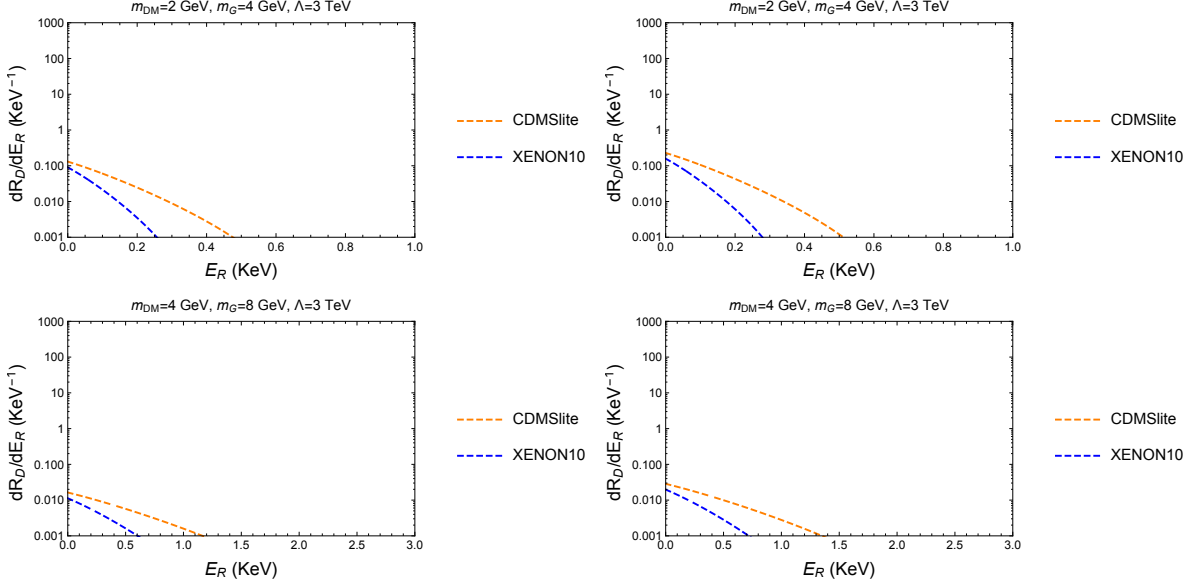 m_DM=2 GeV, m_G=4 GeV, Λ=3 TeV
dR_D/dE_R (KeV⁻¹)
1000
100
10
1
0.100
0.010
0.001
0.0 0.2 0.4 0.6 0.8 1.0
E_R (KeV)
CDMSlite
XENON10
m_DM=2 GeV, m_G=4 GeV, Λ=3 TeV
dR_D/dE_R (KeV⁻¹)
1000
100
10
1
0.100
0.010
0.001
0.0 0.2 0.4 0.6 0.8 1.0
E_R (KeV)
CDMSlite
XENON10
m_DM=4 GeV, m_G=8 GeV, Λ=3 TeV
dR_D/dE_R (KeV⁻¹)
1000
100
10
1
0.100
0.010
0.001
0.0 0.5 1.0 1.5 2.0 2.5 3.0
E_R (KeV)
CDMSlite
XENON10
m_DM=4 GeV, m_G=8 GeV, Λ=3 TeV
dR_D/dE_R (KeV⁻¹)
1000
100
10
1
0.100
0.010
0.001
0.0 0.5 1.0 1.5 2.0 2.5 3.0
E_R (KeV)
CDMSlite
XENON10